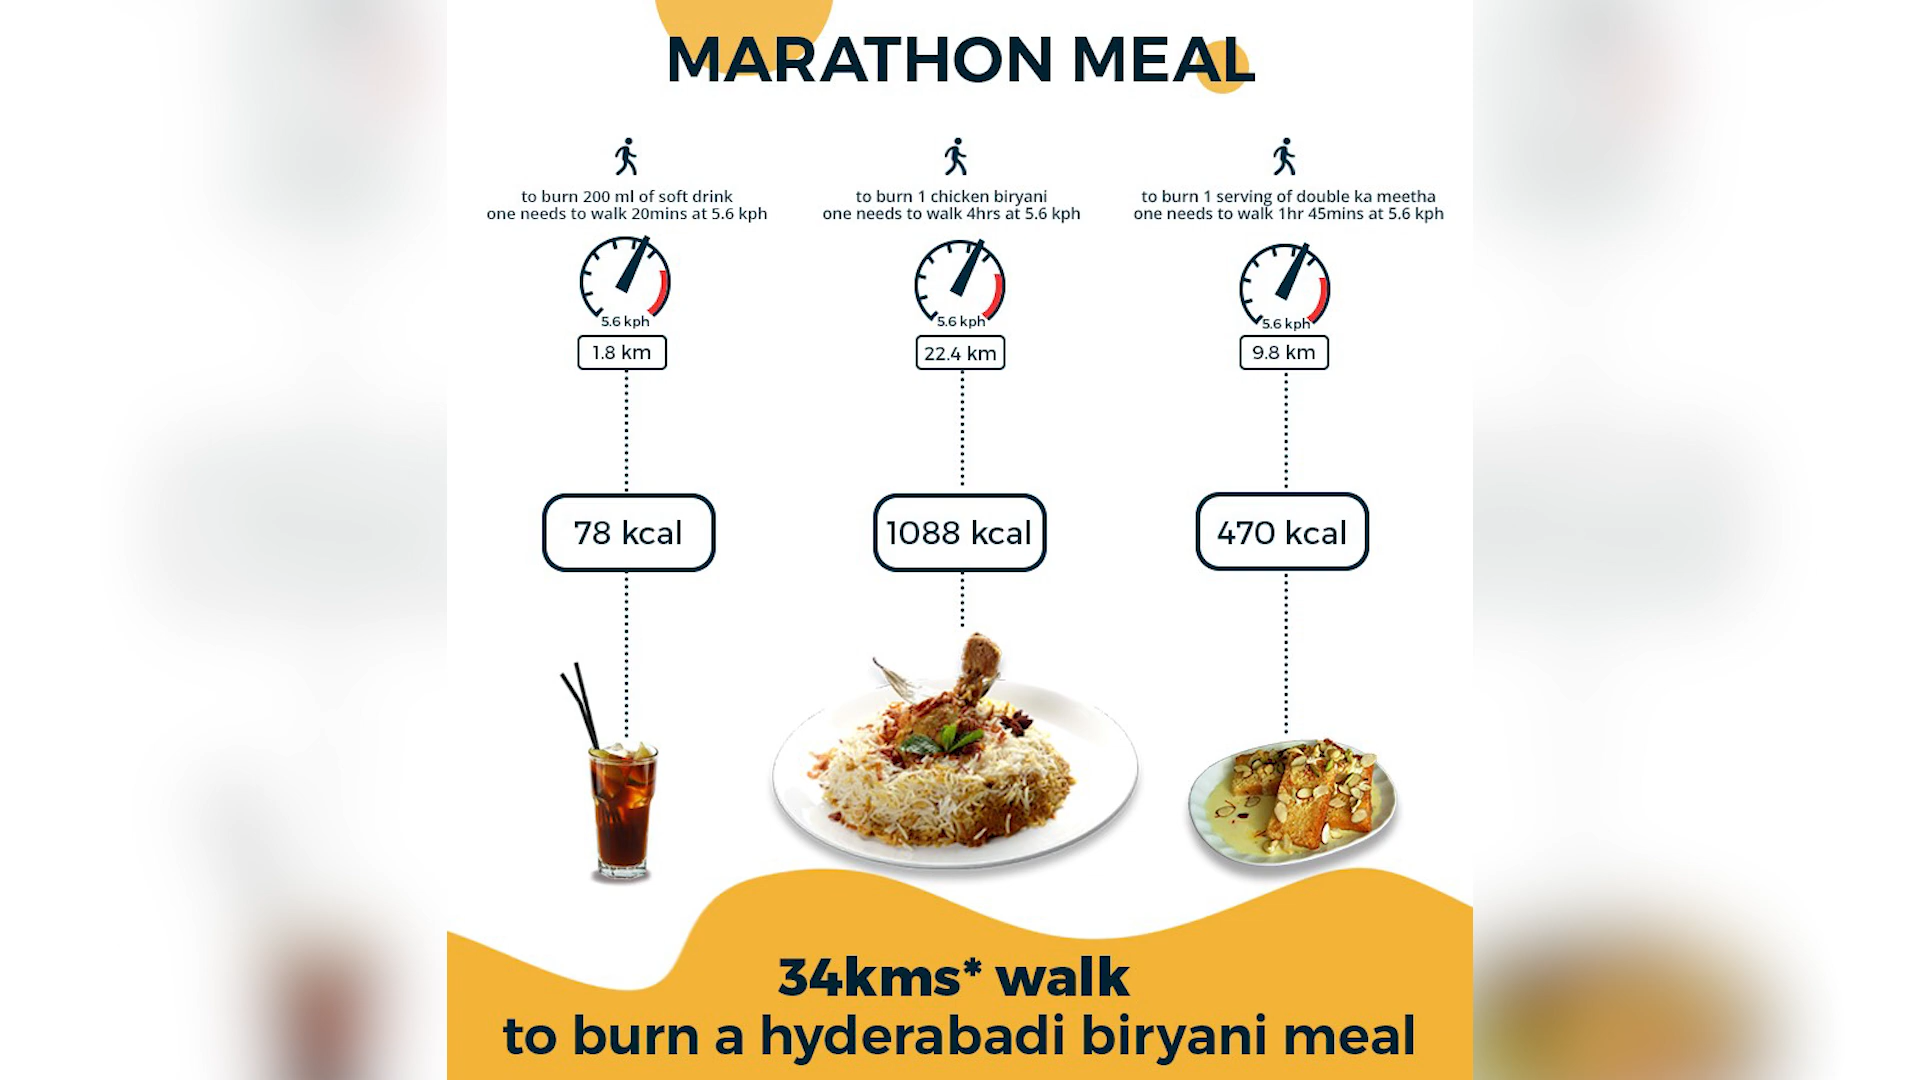 MARATHON MEAL
to burn 200 ml of soft drink
one needs to walk 20mins at 5.6 kph
5.6 kph
1.8 km
78 kcal
to burn 1 chicken biryani
one needs to walk 4hrs at 5.6 kph
5.6 kph
22.4 km
1088 kcal
to burn 1 serving of double ka meetha
one needs to walk 1hr 45mins at 5.6 kph
5.6 kph
9.8 km
470 kcal
34kms* walk
to burn a hyderabadi biryani meal